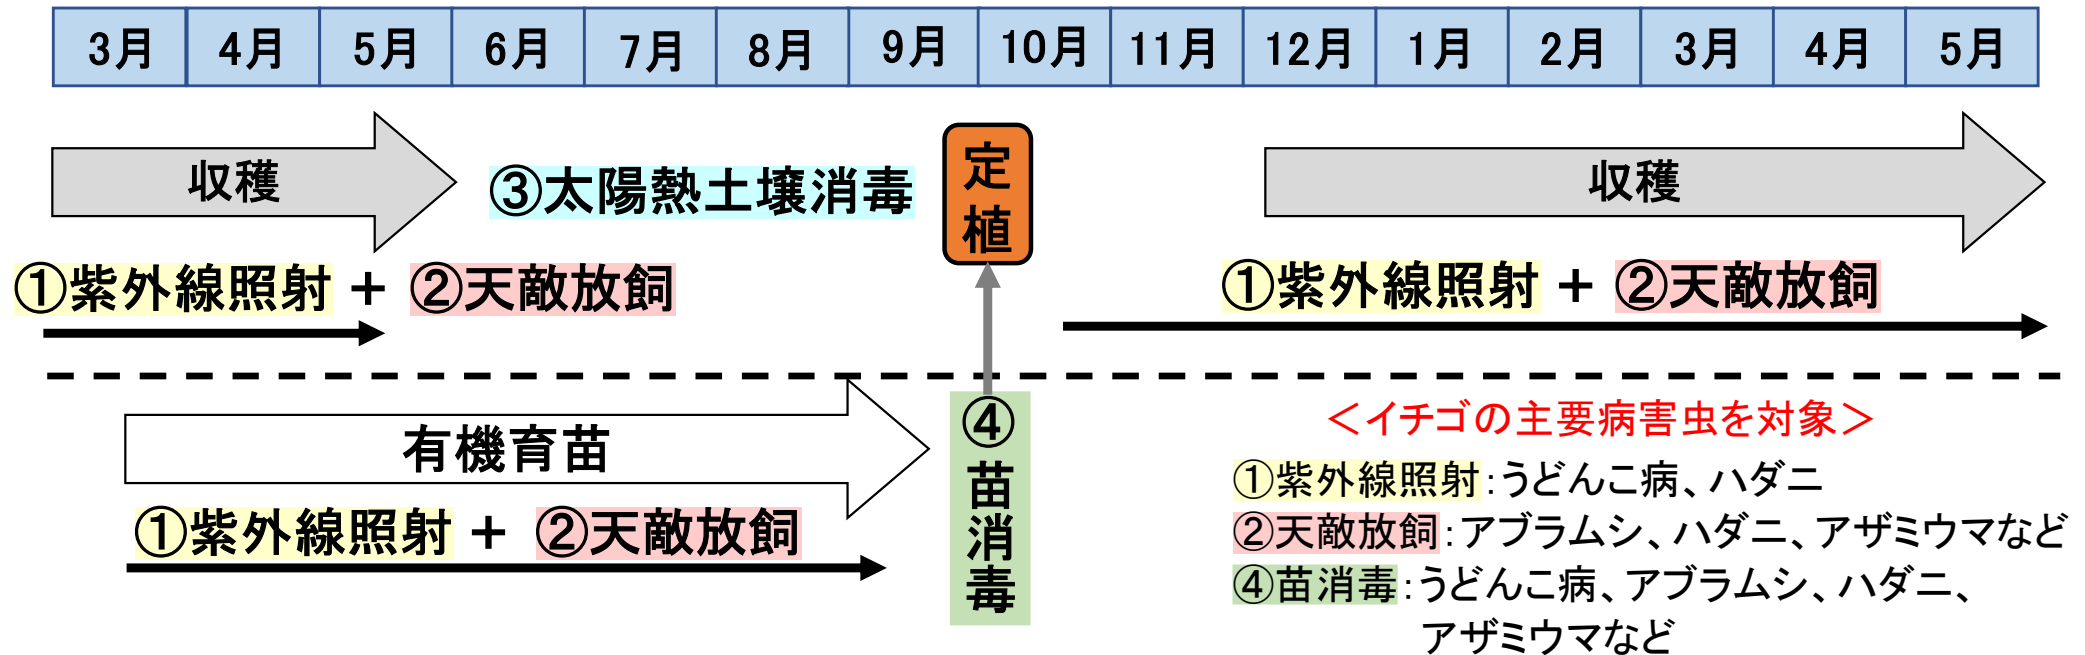 3月 4月 5月 6月 7月 8月 9月 10月 11月 12月 1月 2月 3月 4月 5月
収穫
③太陽熱土壌消毒
定植
収穫
①紫外線照射 + ②天敵放飼
①紫外線照射 + ②天敵放飼
有機育苗
①紫外線照射 + ②天敵放飼
④苗消毒
＜イチゴの主要病害虫を対象＞
①紫外線照射：うどんこ病、ハダニ
②天敵放飼：アブラムシ、ハダニ、アザミウマなど
④苗消毒：うどんこ病、アブラムシ、ハダニ、
アザミウマなど